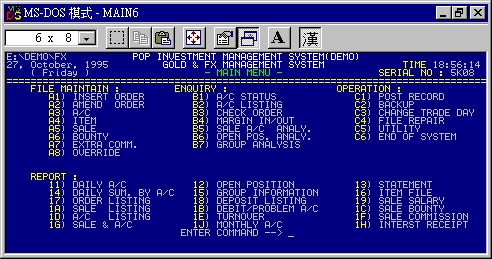 MS-DOS 模式 - MAIN6
6 x 8
A
漢
E:\DEMO\FX POP INVESTMENT MANAGEMENT SYSTEM(DEMO)
27, October, 1995 GOLD & FX MANAGEMENT SYSTEM TIME 18:56:14
( Friday ) - MAIN MENU - SERIAL NO : 5K08
FILE MAINTAIN : ENQUIRY : OPERATION :
A1) INSERT ORDER B1) A/C STATUS C1) POST RECORD
A2) AMEND ORDER B2) A/C LISTING C2) BACKUP
A3) A/C B3) CHECK ORDER C3) CHANGE TRADE DAY
A4) ITEM B4) MARGIN IN/OUT C4) FILE REPAIR
A5) SALE B5) SALE A/C ANALY. C5) UTILITY
A6) BOUNTY B6) OPEN POS. ANALY. C6) END OF SYSTEM
A7) EXTRA COMM. B7) GROUP ANALYSIS
A8) OVERRIDE
REPORT :
11) DAILY A/C 12) OPEN POSITION 13) STATEMENT
14) DAILY SUM. BY A/C 15) GROUP INFORMATION 16) ITEM FILE
17) ORDER LISTING 18) DEPOSIT LISTING 19) SALE SALARY
1A) SALE LISTING 1B) DEBIT/PROBLEM A/C 1C) SALE BOUNTY
1D) A/C LISTING 1E) TURNOVER 1F) SALE COMMISSION
1G) SALE & A/C 1J) MONTHLY A/C 1H) INTERST RECEIPT
ENTER COMMAND --> _